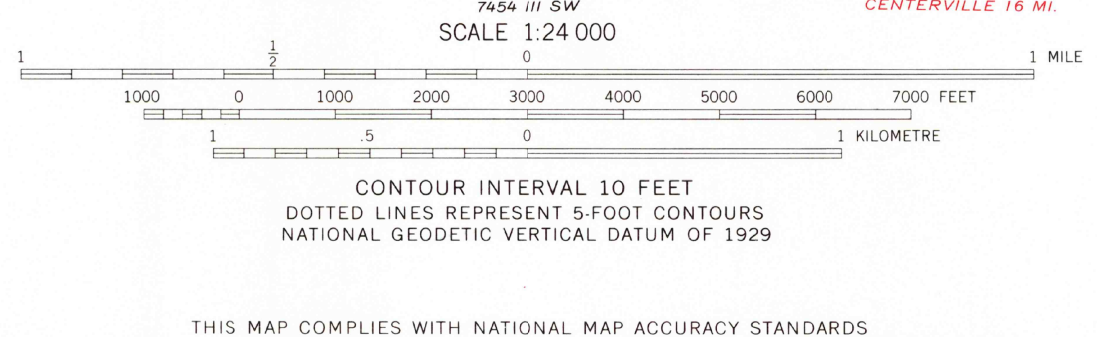 7454 III SW
CENTERVILLE 16 MI.
SCALE 1:24 000
1 1/2 0 1 MILE
1000 0 1000 2000 3000 4000 5000 6000 7000 FEET
1 .5 0 1 KILOMETRE
CONTOUR INTERVAL 10 FEET
DOTTED LINES REPRESENT 5-FOOT CONTOURS
NATIONAL GEODETIC VERTICAL DATUM OF 1929
THIS MAP COMPLIES WITH NATIONAL MAP ACCURACY STANDARDS